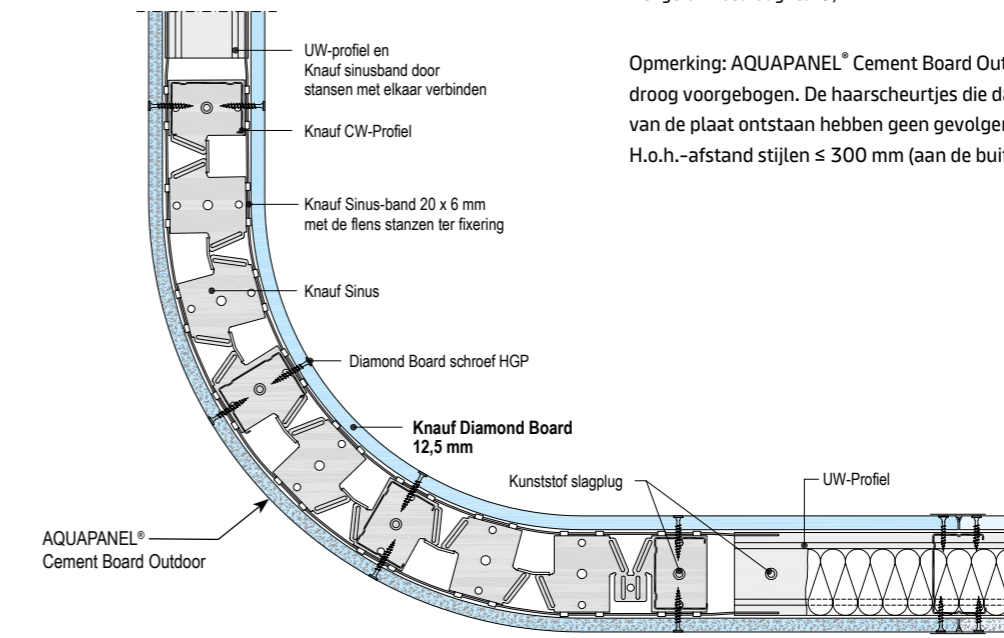 UW-profiel en
Knauf sinusband door
stansen met elkaar verbinden
Knauf CW-Profiel
Knauf Sinus-band 20 x 6 mm
met de flens stanzen ter fixering
Knauf Sinus
Diamond Board schroef HGP
Knauf Diamond Board
12,5 mm
Kunststof slagplug
UW-Profiel
AQUAPANEL®
Cement Board Outdoor
Opmerking: AQUAPANEL® Cement Board Out
droog voorgebogen. De haarscheurtjes die d
van de plaat ontstaan hebben geen gevolge
H.o.h.-afstand stijlen ≤ 300 mm (aan de bui